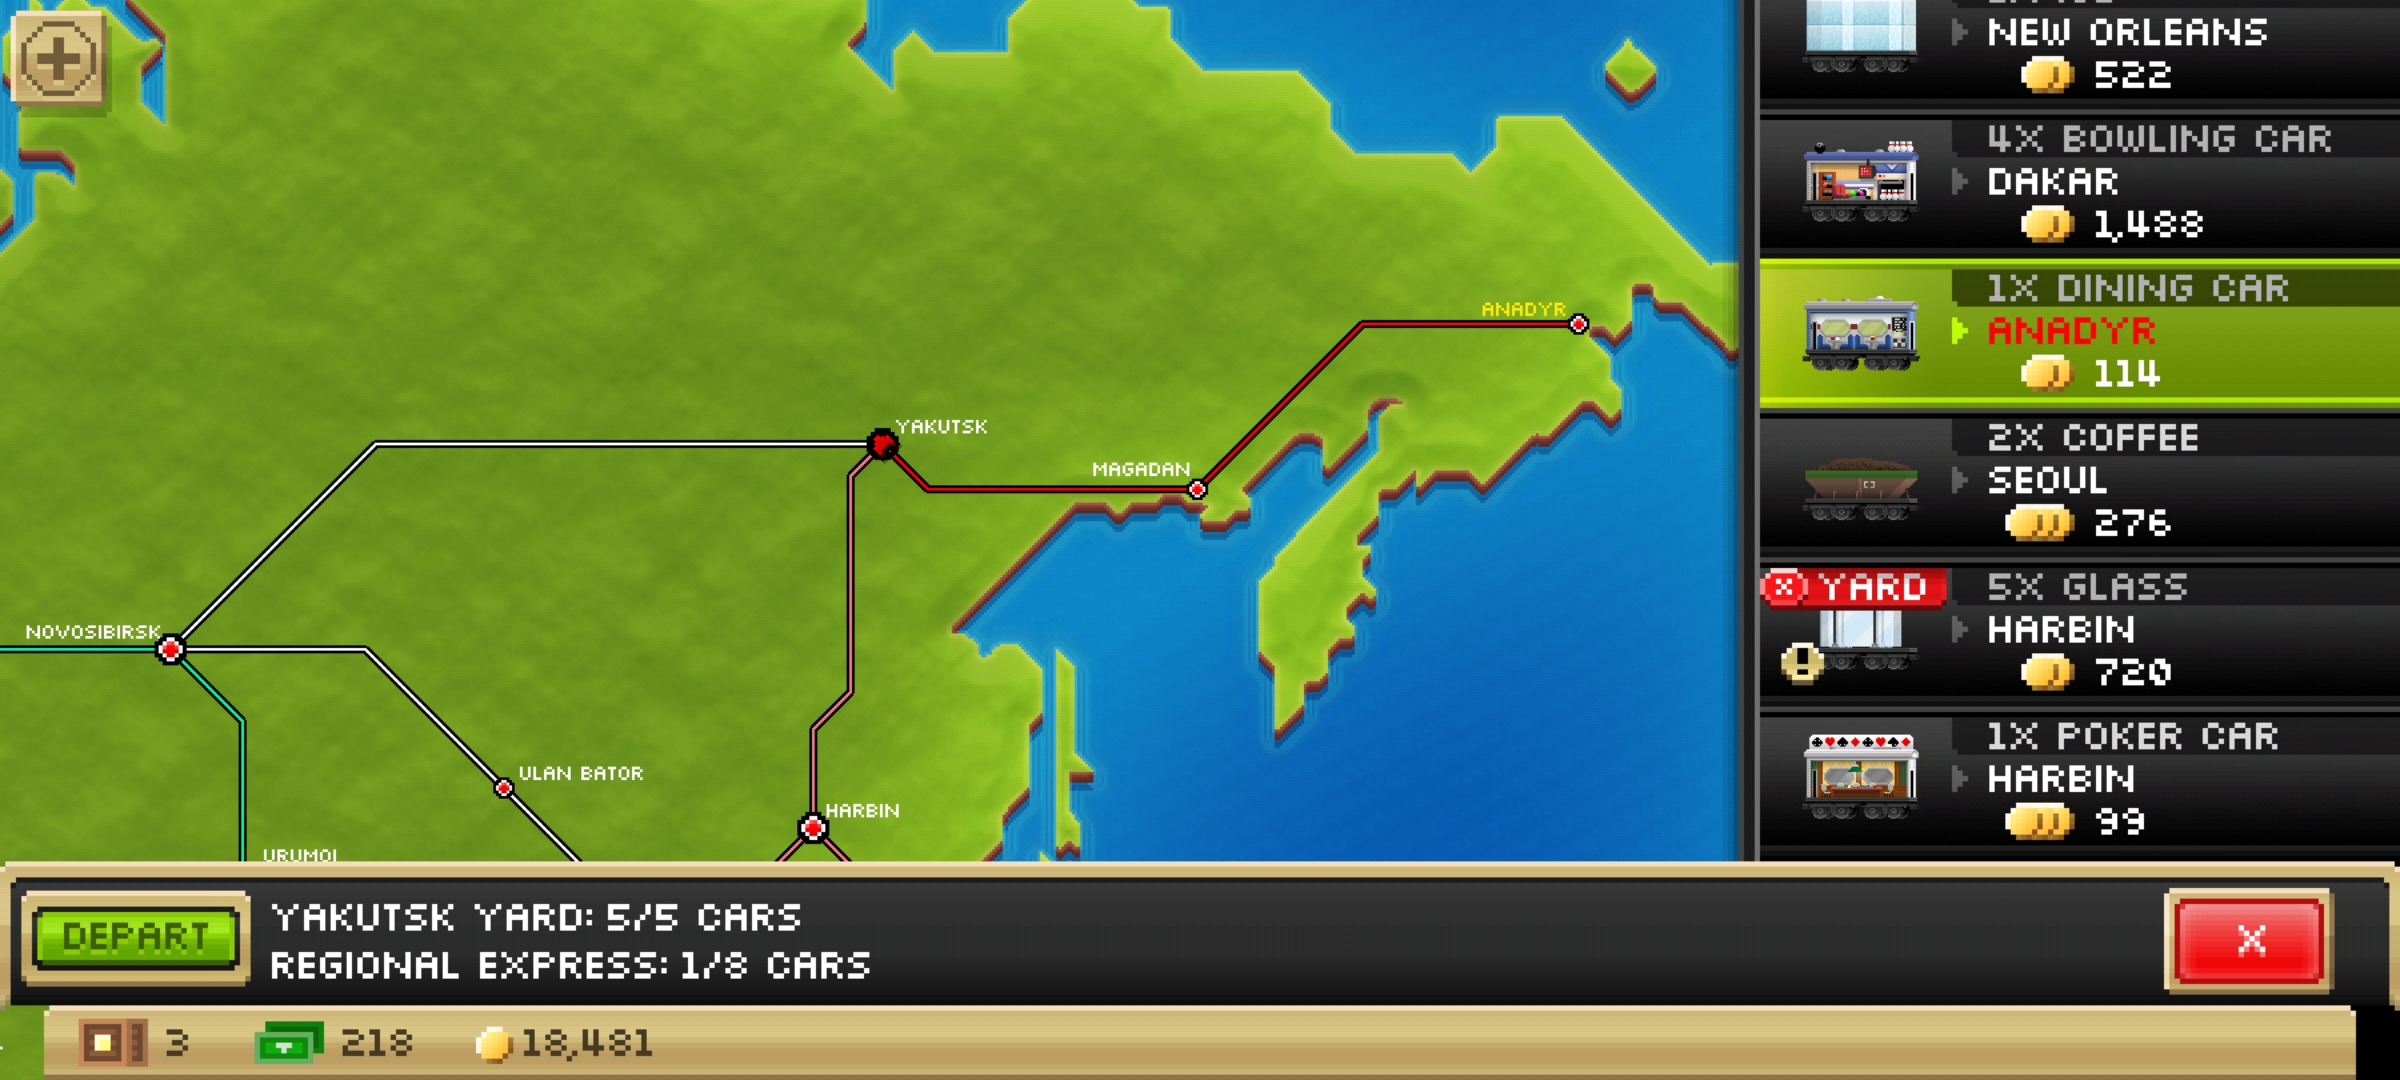 NEW ORLEANS
522
4X BOWLING CAR
DAKAR
1,488
1X DINING CAR
ANADYR
114
2X COFFEE
SEOUL
276
YARD
5X GLASS
HARBIN
720
1X POKER CAR
HARBIN
99
ANADYR
YAKUTSK
MAGADAN
NOVOSIBIRSK
ULAN BATOR
HARBIN
DEPART
YAKUTSK YARD: 5/5 CARS
REGIONAL EXPRESS: 1/8 CARS
X
3
218
18,481